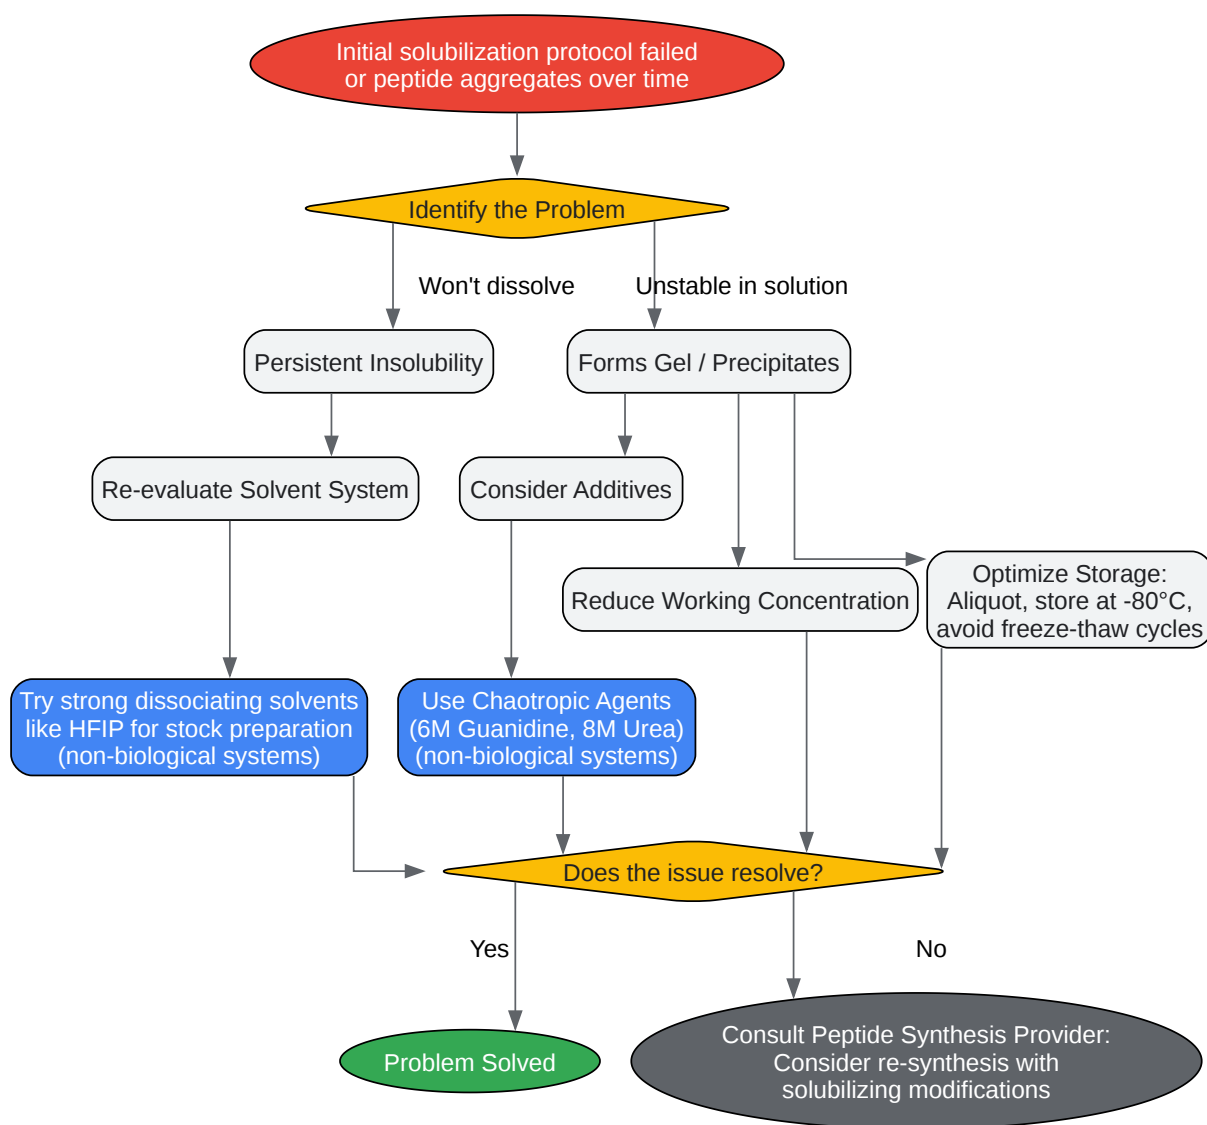 Initial solubilization protocol failed
or peptide aggregates over time
Identify the Problem
Won't dissolve
Unstable in solution
Persistent Insolubility
Forms Gel / Precipitates
Re-evaluate Solvent System
Consider Additives
Reduce Working Concentration
Optimize Storage:
Aliquot, store at -80°C,
avoid freeze-thaw cycles
Try strong dissociating solvents
like HFIP for stock preparation
(non-biological systems)
Use Chaotropic Agents
(6M Guanidine, 8M Urea)
(non-biological systems)
Does the issue resolve?
Yes
No
Problem Solved
Consult Peptide Synthesis Provider:
Consider re-synthesis with
solubilizing modifications